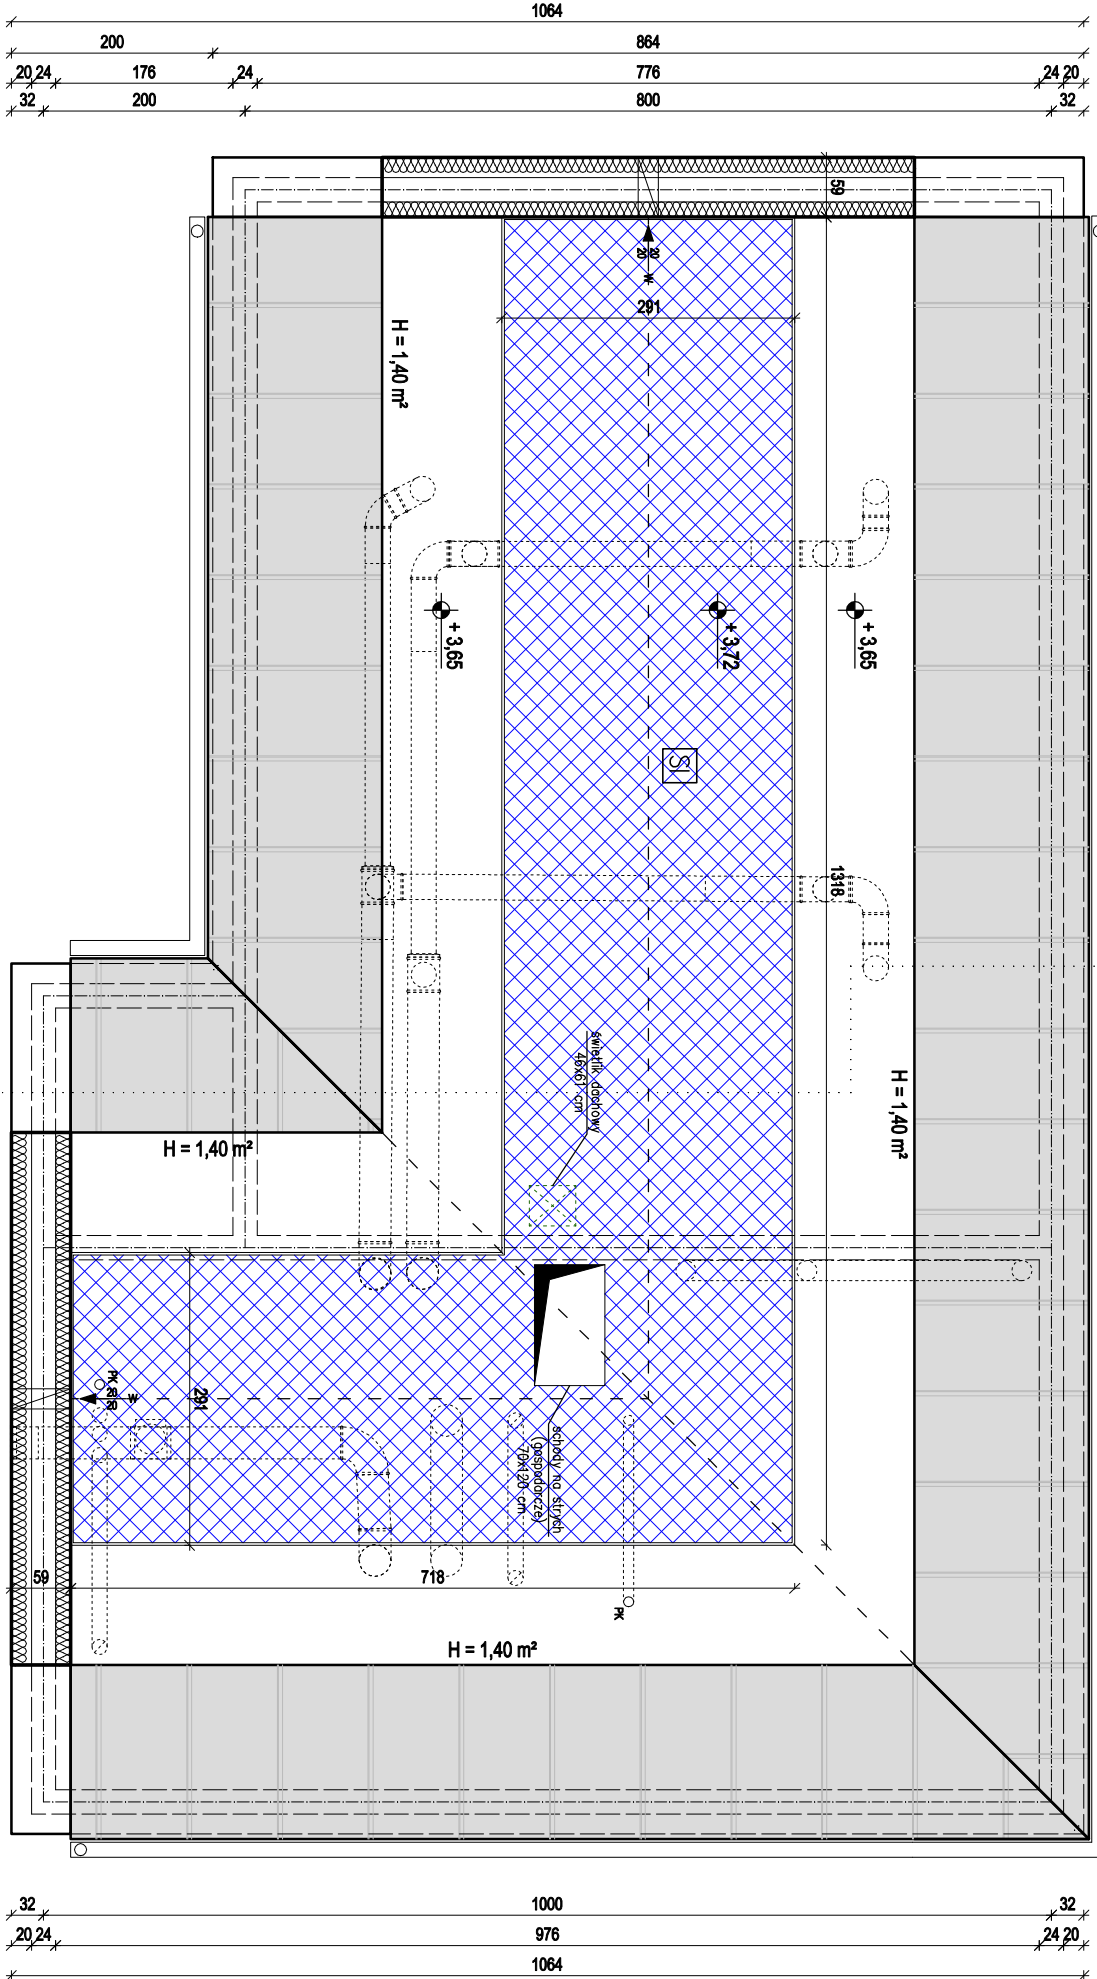 1064
200 864
20 24 176 24 776 24 20
32 200 800 32
59
20
20
W
291
H = 1,40 m²
+ 3,65
+ 3,72
+ 3,65
SI
1318
świetlik dachowy
46x61 cm
H = 1,40 m²
H = 1,40 m²
PK
20
20
W
291
schody na strych
(gospodarcze)
70x120 cm
59
718
PK
H = 1,40 m²
32 1000 32
20 24 976 24 20
1064